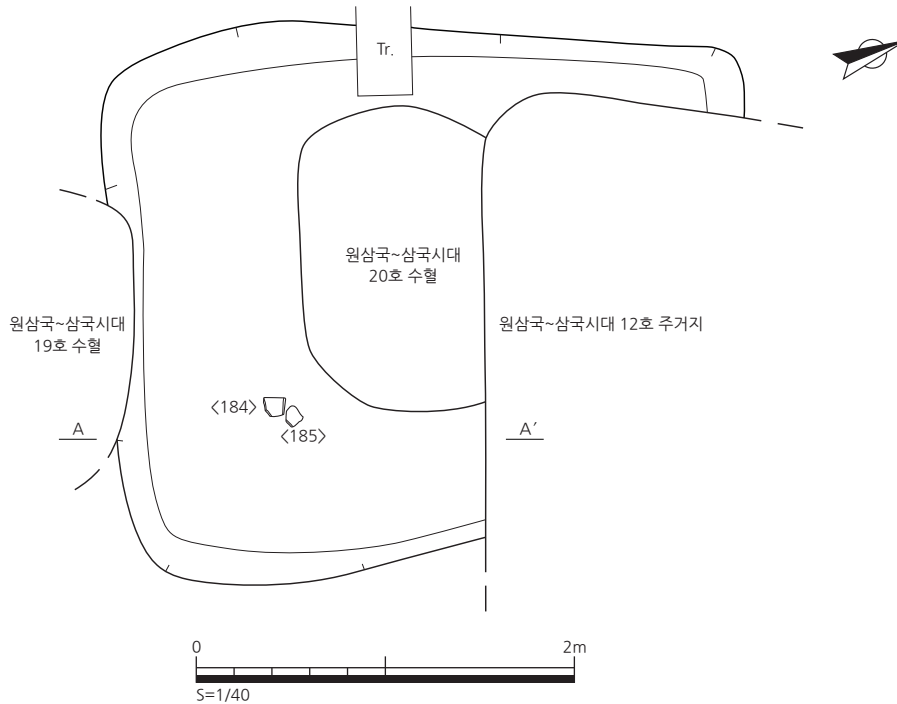 Tr.
원삼국~삼국시대
20호 수혈
원삼국~삼국시대
19호 수혈
원삼국~삼국시대 12호 주거지
<184>
<185>
A
A′
0
2m
S=1/40